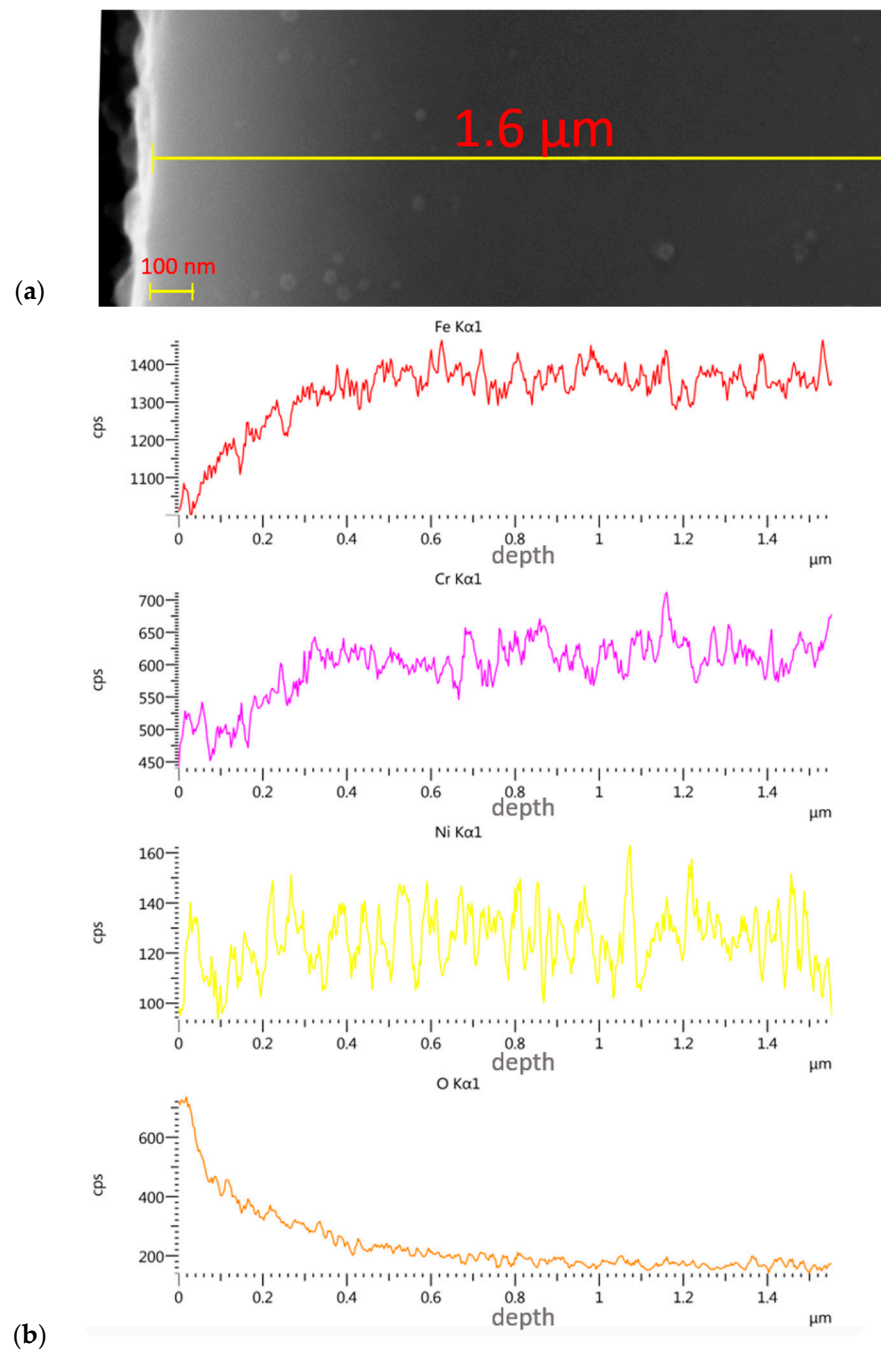 1.6 µm
100 nm
(a)
Fe Kα1
1400
1300
1200
1100
cps
0 0.2 0.4 0.6 0.8 1 1.2 1.4
depth
µm
Cr Kα1
700
650
600
550
500
450
cps
0 0.2 0.4 0.6 0.8 1 1.2 1.4
depth
µm
Ni Kα1
160
140
120
100
cps
0 0.2 0.4 0.6 0.8 1 1.2 1.4
depth
µm
O Kα1
600
400
200
cps
0 0.2 0.4 0.6 0.8 1 1.2 1.4
depth
µm
(b)